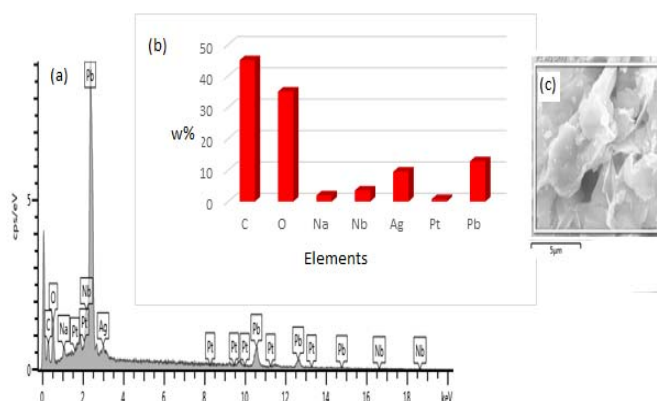 (a)
cps/eV
5
0
Pb
O
C
Na
Pt
Nb
Pt
Ag
Pt
Pt
Pt
Pb
Pt
Pb
Pt
Pb
Nb
Nb
0 2 4 6 8 10 12 14 16 18 keV
(b)
w%
50
40
30
20
10
0
C O Na Nb Ag Pt Pb
Elements
(c)
5µm